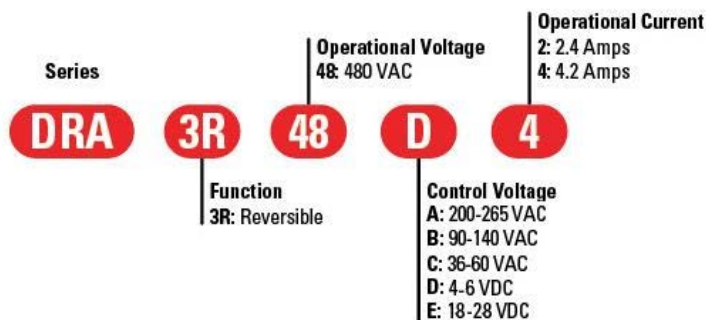 Operational Current
2: 2.4 Amps
4: 4.2 Amps
Operational Voltage
48: 480 VAC
Series
DRA 3R 48 D 4
Function
3R: Reversible
Control Voltage
A: 200-265 VAC
B: 90-140 VAC
C: 36-60 VAC
D: 4-6 VDC
E: 18-28 VDC